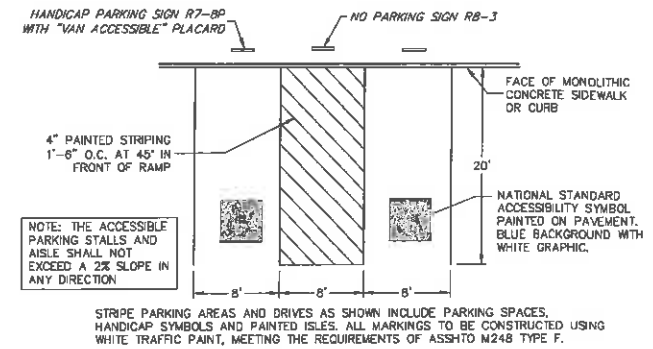 HANDICAP PARKING SIGN R7-8P
WITH "VAN ACCESSIBLE" PLACARD
NO PARKING SIGN R8-3
FACE OF MONOLITHIC
CONCRETE SIDEWALK
OR CURB
4" PAINTED STRIPING
1'-6" O.C. AT 45° IN
FRONT OF RAMP
20'
NATIONAL STANDARD
ACCESSIBILITY SYMBOL
PAINTED ON PAVEMENT.
BLUE BACKGROUND WITH
WHITE GRAPHIC.
NOTE: THE ACCESSIBLE
PARKING STALLS AND
AISLE SHALL NOT
EXCEED A 2% SLOPE IN
ANY DIRECTION
8' 8' 8'
STRIPE PARKING AREAS AND DRIVES AS SHOWN INCLUDE PARKING SPACES,
HANDICAP SYMBOLS AND PAINTED ISLES. ALL MARKINGS TO BE CONSTRUCTED USING
WHITE TRAFFIC PAINT, MEETING THE REQUIREMENTS OF ASSHTO M248 TYPE F.